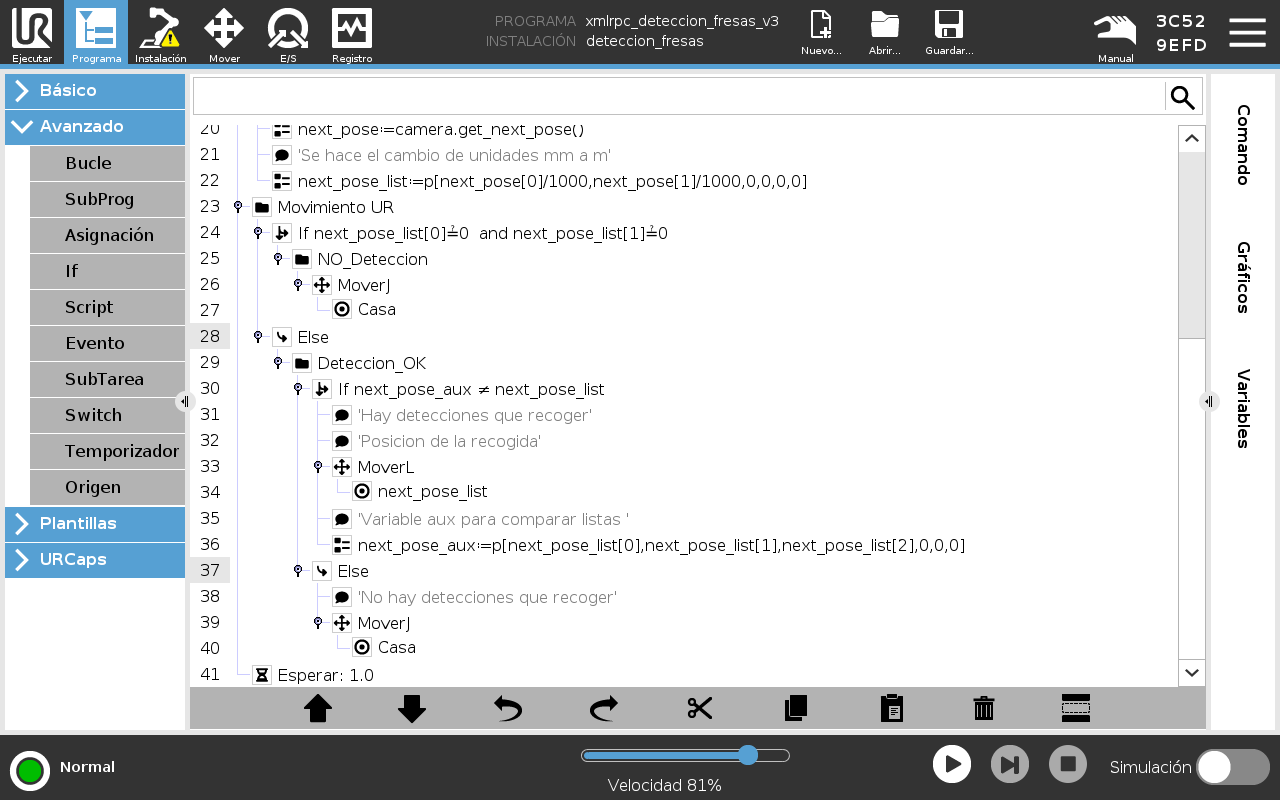 UR
PROGRAMA xmlrpc_deteccion_fresas_v3
INSTALACIÓN deteccion_fresas
3C52
9EFD
Ejecutar Programa Instalación Mover E/S Registro Nuevo... Abrir... Guardar... Manual
Básico
Avanzado
Bucle
SubProg
Asignación
If
Script
Evento
SubTarea
Switch
Temporizador
Origen
Plantillas
URCaps
20 next_pose:=camera.get_next_pose()
21 'Se hace el cambio de unidades mm a m'
22 next_pose_list:=p[next_pose[0]/1000,next_pose[1]/1000,0,0,0,0]
23 Movimiento UR
24 If next_pose_list[0]≟0 and next_pose_list[1]≟0
25 NO_Deteccion
26 MoverJ
27 Casa
28 Else
29 Deteccion_OK
30 If next_pose_aux ≠ next_pose_list
31 'Hay detecciones que recoger'
32 'Posicion de la recogida'
33 MoverL
34 next_pose_list
35 'Variable aux para comparar listas '
36 next_pose_aux:=p[next_pose_list[0],next_pose_list[1],next_pose_list[2],0,0,0]
37 Else
38 'No hay detecciones que recoger'
39 MoverJ
40 Casa
41 Esperar: 1.0
Comando
Gráficos
Variables
Normal
Velocidad 81%
Simulación